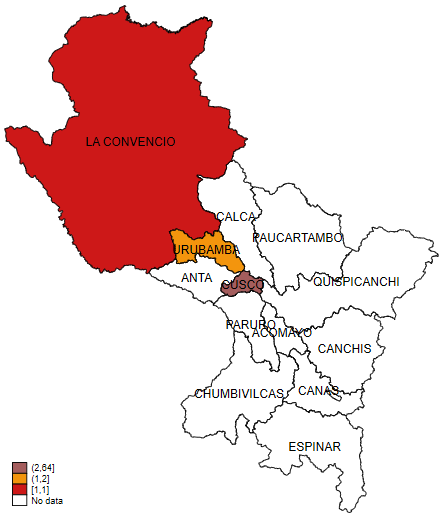 LA CONVENCIO
CALCA
PAUCARTAMBO
URUBAMBA
ANTA
CUSCO
QUISPICANCHI
PARURO
ACOMAYO
CANCHIS
CHUMBIVILCAS
CANAS
ESPINAR
(2,64]
(1,2]
[1,1]
No data